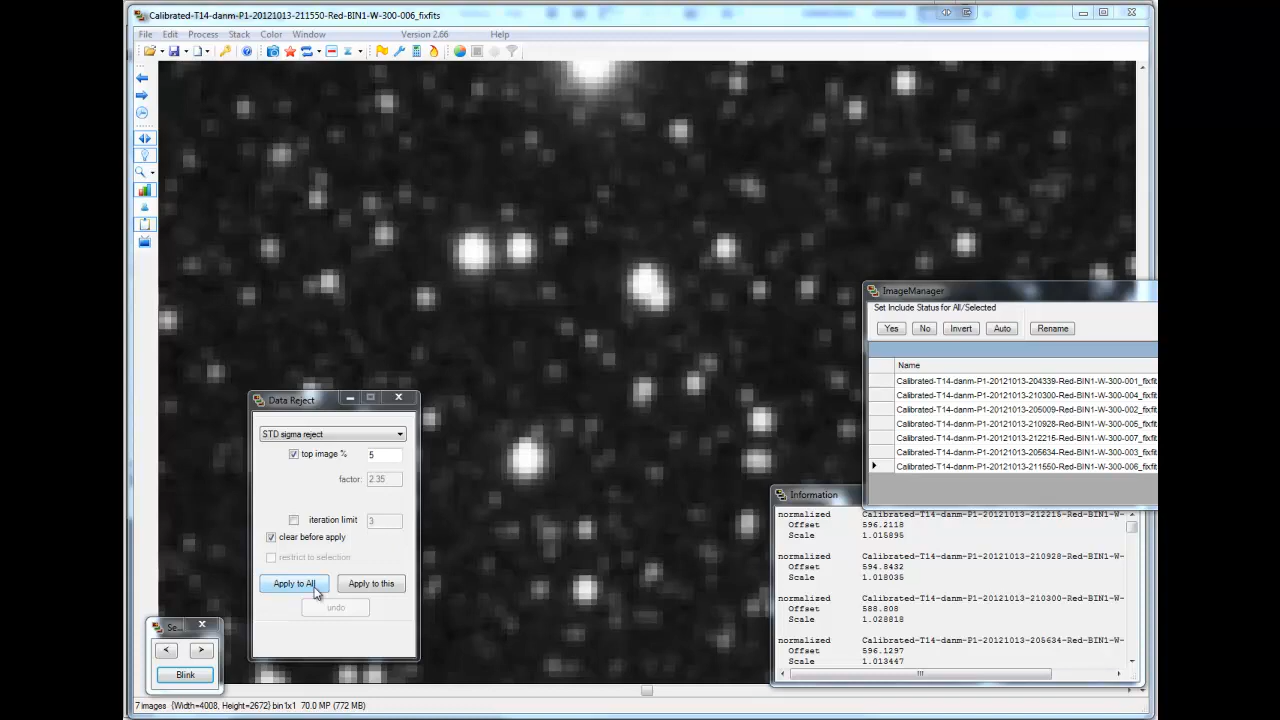 Calibrated-T14-danm-P1-20121013-211550-Red-BIN1-W-300-006_fixfits
File Edit Process Stack Color Window Version 2.66 Help
ImageManager
Set Include Status for All/Selected
Yes No Invert Auto Rename
Name
Calibrated-T14-danm-P1-20121013-204339-Red-BIN1-W-300-001_fixfit
Calibrated-T14-danm-P1-20121013-210300-Red-BIN1-W-300-004_fixfit
Calibrated-T14-danm-P1-20121013-205009-Red-BIN1-W-300-002_fixfit
Calibrated-T14-danm-P1-20121013-210928-Red-BIN1-W-300-005_fixfit
Calibrated-T14-danm-P1-20121013-212215-Red-BIN1-W-300-007_fixfit
Calibrated-T14-danm-P1-20121013-205634-Red-BIN1-W-300-003_fixfit
Calibrated-T14-danm-P1-20121013-211550-Red-BIN1-W-300-006_fixfit
Data Reject
STD sigma reject
top image % 5
factor: 2.35
iteration limit 3
clear before apply
restrict to selection
Apply to All Apply to this
undo
Information
normalized Calibrated-T14-danm-P1-20121013-212215-Red-BIN1-W-
Offset 596.2118
Scale 1.015895
normalized Calibrated-T14-danm-P1-20121013-210928-Red-BIN1-W-
Offset 594.8432
Scale 1.018035
normalized Calibrated-T14-danm-P1-20121013-210300-Red-BIN1-W-
Offset 588.808
Scale 1.028818
normalized Calibrated-T14-danm-P1-20121013-205634-Red-BIN1-W-
Offset 596.1297
Scale 1.013447
Se...
< >
Blink
7 images (Width=4008, Height=2672) bin1x1 70.0 MP (772 MB)